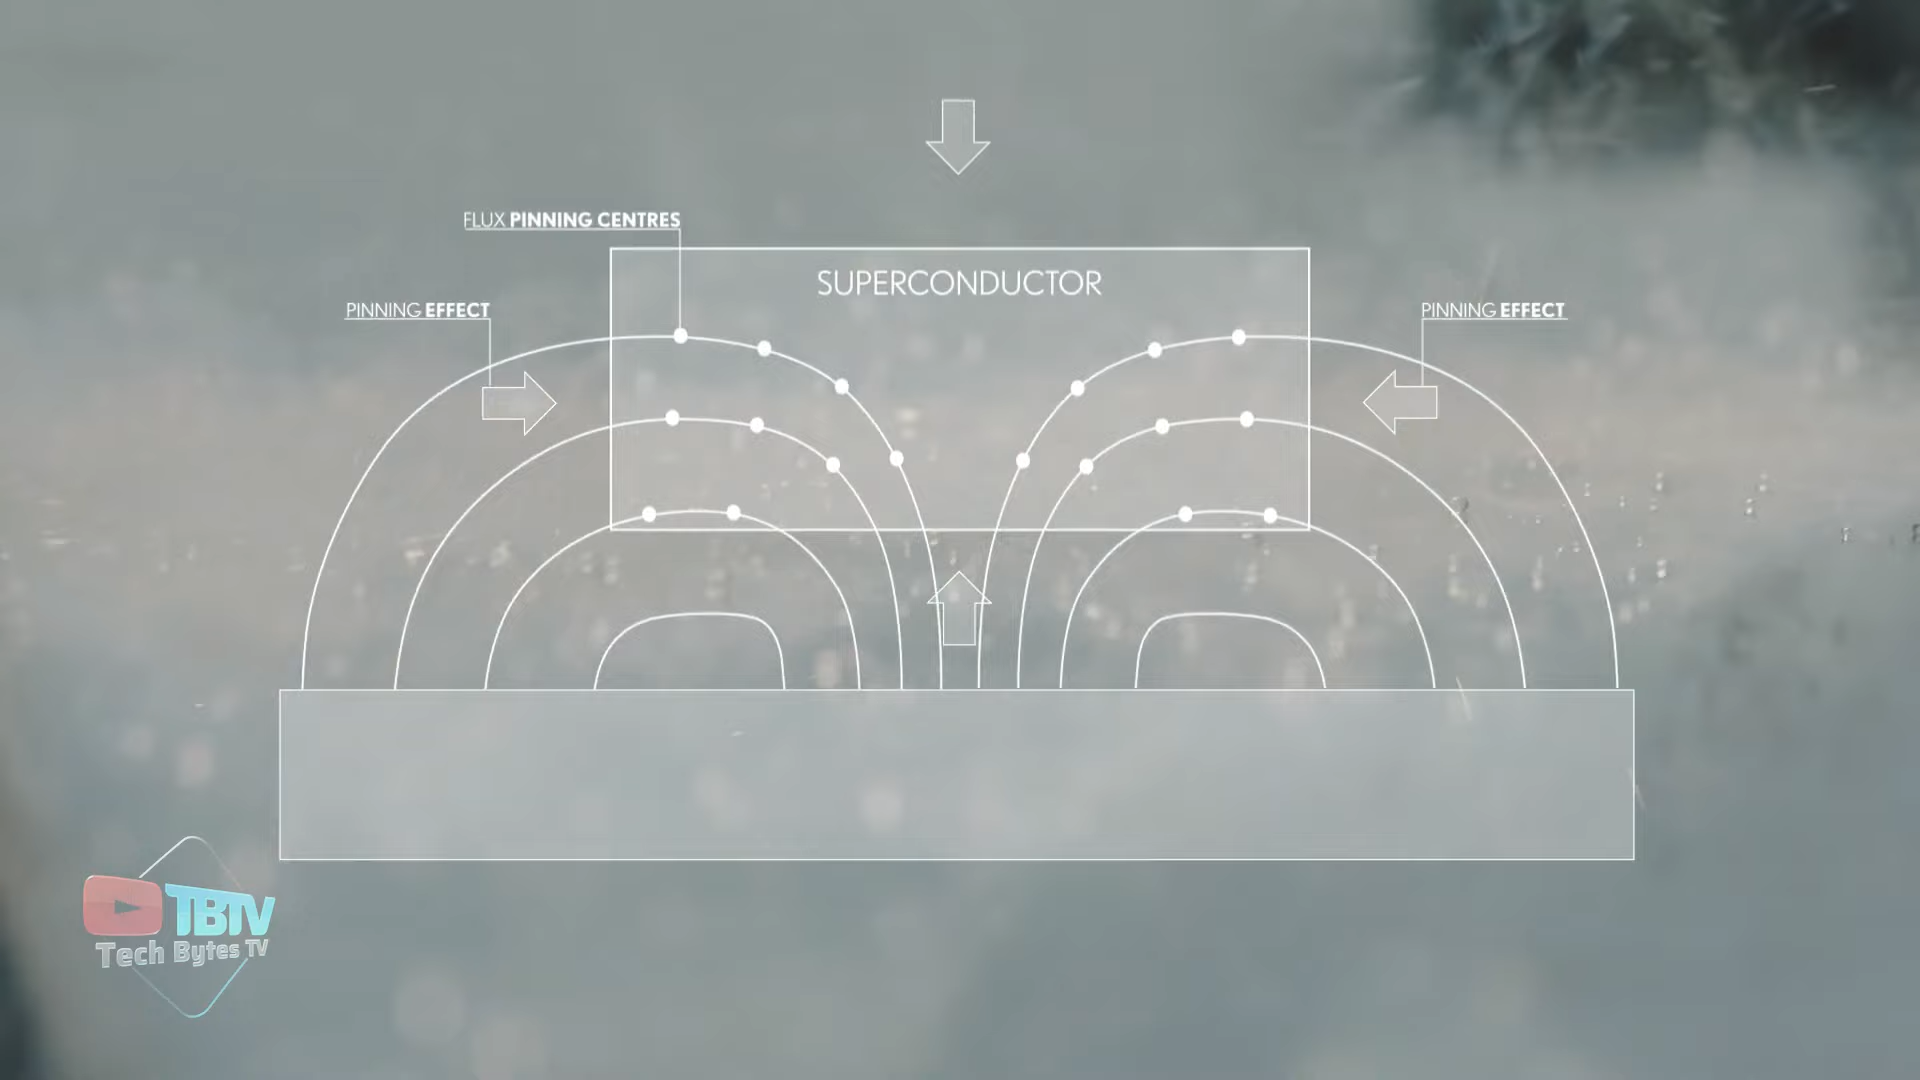 FLUX PINNING CENTRES
SUPERCONDUCTOR
PINNING EFFECT
PINNING EFFECT
TBTV
Tech Bytes TV